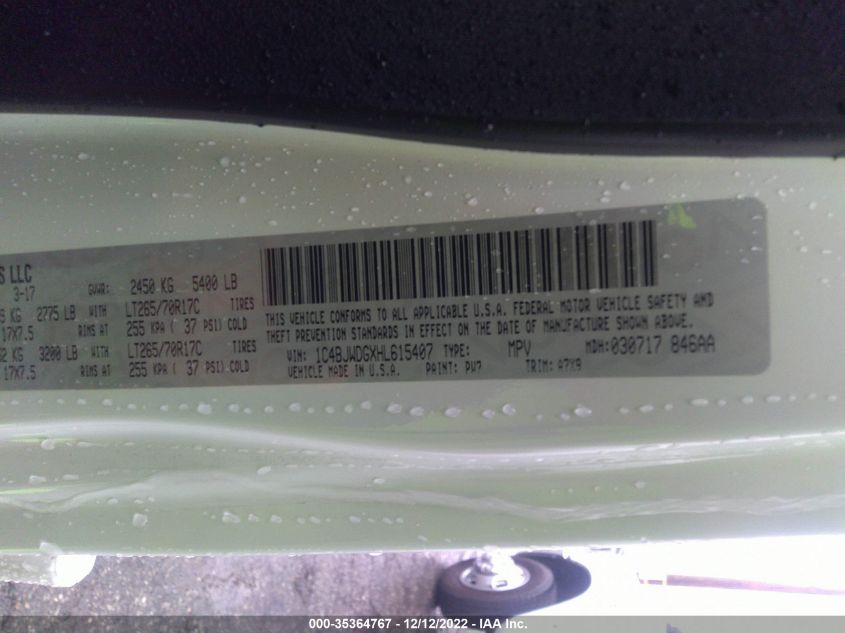 S LLC
3-17
GVWR: 2450 KG 5400 LB
KG 2775 LB WITH LT265/70R17C TIRES
17X7.5 RIMS AT 255 KPA ( 37 PSI) COLD
KG 3200 LB WITH LT265/70R17C TIRES
17X7.5 RIMS AT 255 KPA ( 37 PSI) COLD
THIS VEHICLE CONFORMS TO ALL APPLICABLE U.S.A. FEDERAL MOTOR VEHICLE SAFETY AND
THEFT PREVENTION STANDARDS IN EFFECT ON THE DATE OF MANUFACTURE SHOWN ABOVE.
VIN: 1C4BJWDGXHL615407 TYPE: MPV MDH: 030717 846AA
VEHICLE MADE IN U.S.A. PAINT: PW7 TRIM: A7X9
000-35364767 - 12/12/2022 - IAA Inc.